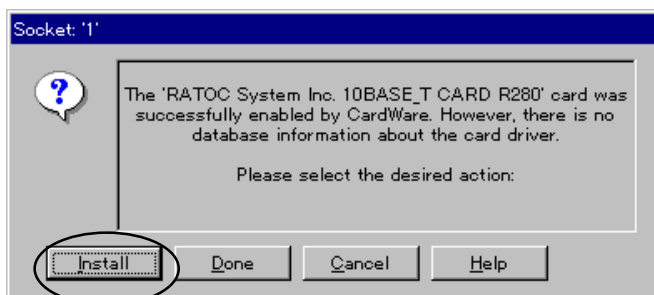 Socket: '1'
The 'RATOC System Inc. 10BASE_T CARD R280' card was
successfully enabled by CardWare. However, there is no
database information about the card driver.
Please select the desired action:
Install Done Cancel Help